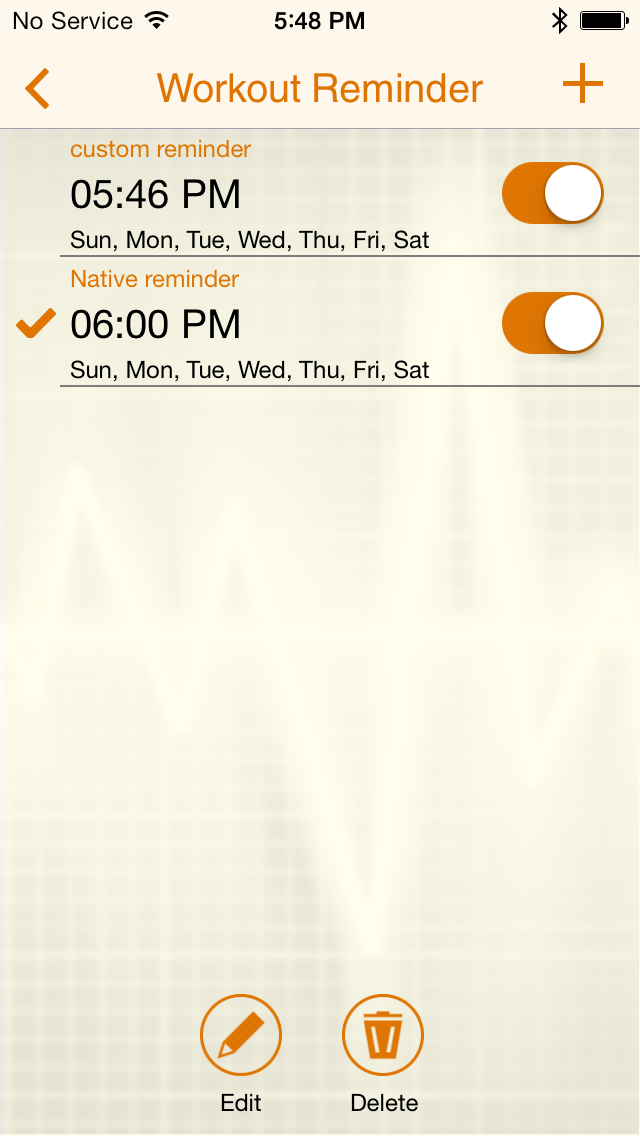 No Service 5:48 PM
Workout Reminder
custom reminder
05:46 PM
Sun, Mon, Tue, Wed, Thu, Fri, Sat
Native reminder
06:00 PM
Sun, Mon, Tue, Wed, Thu, Fri, Sat
Edit Delete